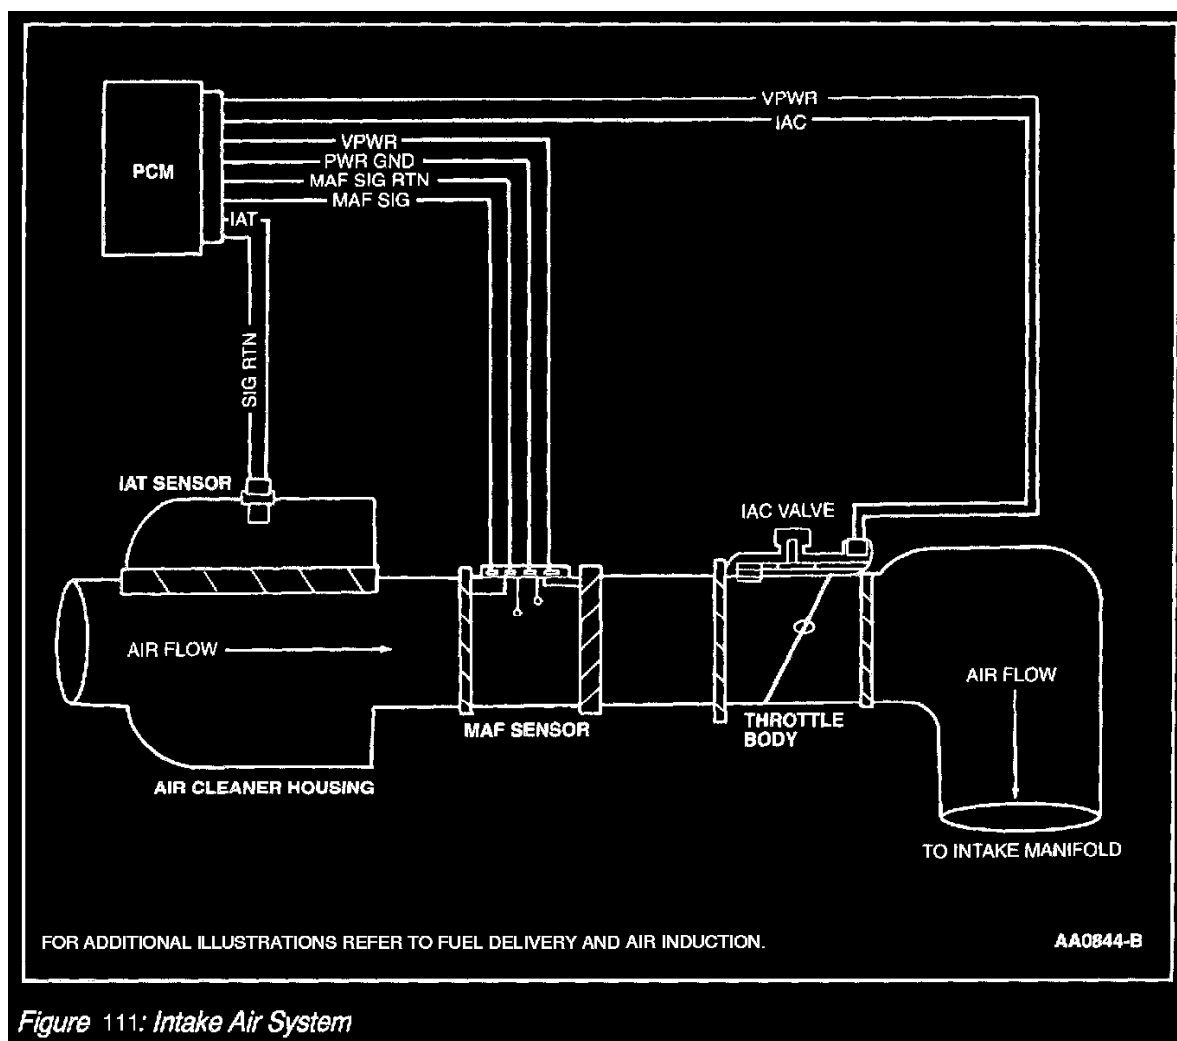 VPWR
IAC
VPWR
PWR GND
MAF SIG RTN
MAF SIG
IAT
PCM
SIG RTN
IAT SENSOR
IAC VALVE
AIR FLOW
AIR FLOW
MAF SENSOR
THROTTLE
BODY
AIR CLEANER HOUSING
TO INTAKE MANIFOLD
FOR ADDITIONAL ILLUSTRATIONS REFER TO FUEL DELIVERY AND AIR INDUCTION.
AA0844-B
Figure 111: Intake Air System